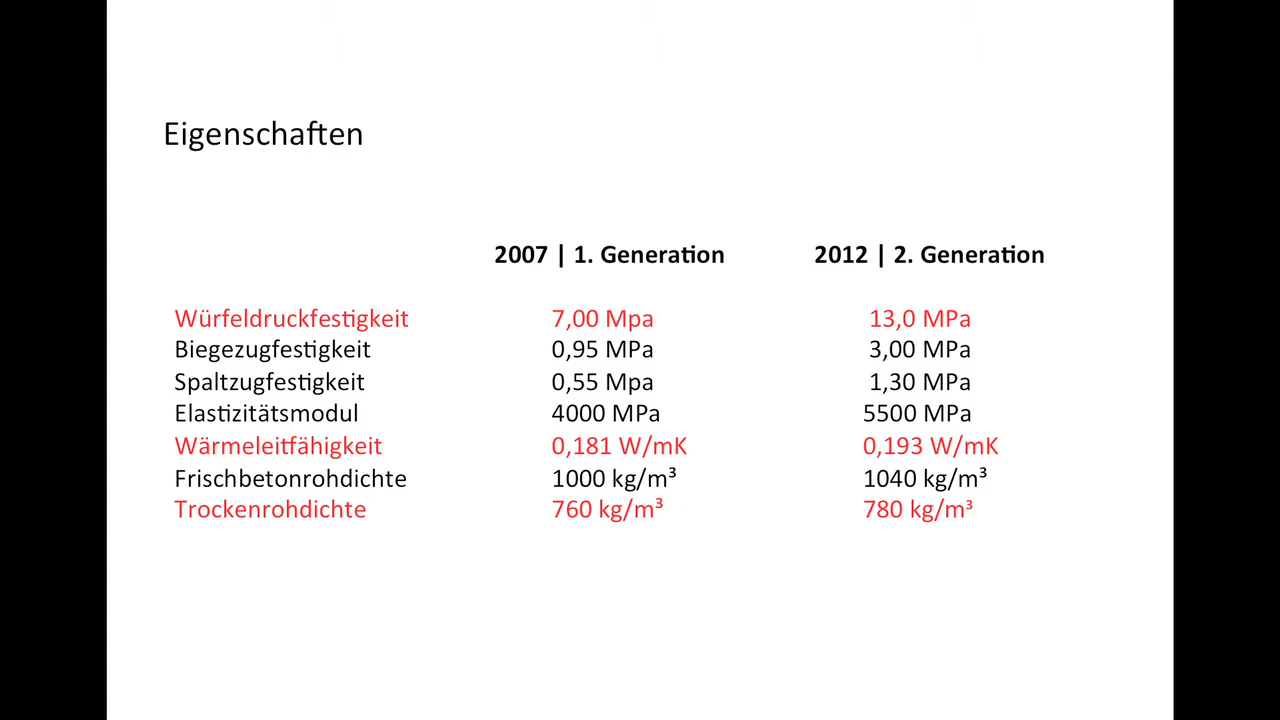 Eigenschaften
2007 | 1. Generation 2012 | 2. Generation
Würfeldruckfestigkeit 7,00 Mpa 13,0 MPa
Biegezugfestigkeit 0,95 MPa 3,00 MPa
Spaltzugfestigkeit 0,55 Mpa 1,30 MPa
Elastizitätsmodul 4000 MPa 5500 MPa
Wärmeleitfähigkeit 0,181 W/mK 0,193 W/mK
Frischbetonrohdichte 1000 kg/m³ 1040 kg/m³
Trockenrohdichte 760 kg/m³ 780 kg/m³